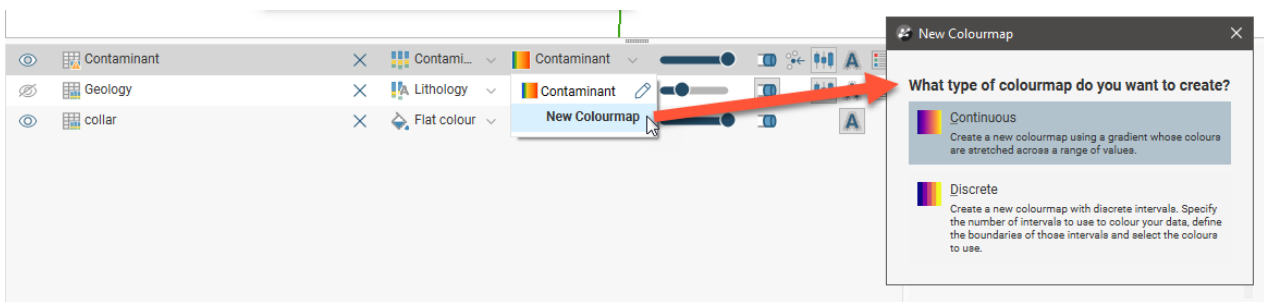 New Colourmap
Contaminant
Contami...
Contaminant
What type of colourmap do you want to create?
Geology
Lithology
Contaminant
collar
Flat colour
New Colourmap
Continuous
Create a new colourmap using a gradient whose colours
are stretched across a range of values.
Discrete
Create a new colourmap with discrete intervals. Specify
the number of intervals to use to colour your data, define
the boundaries of those intervals and select the colours
to use.